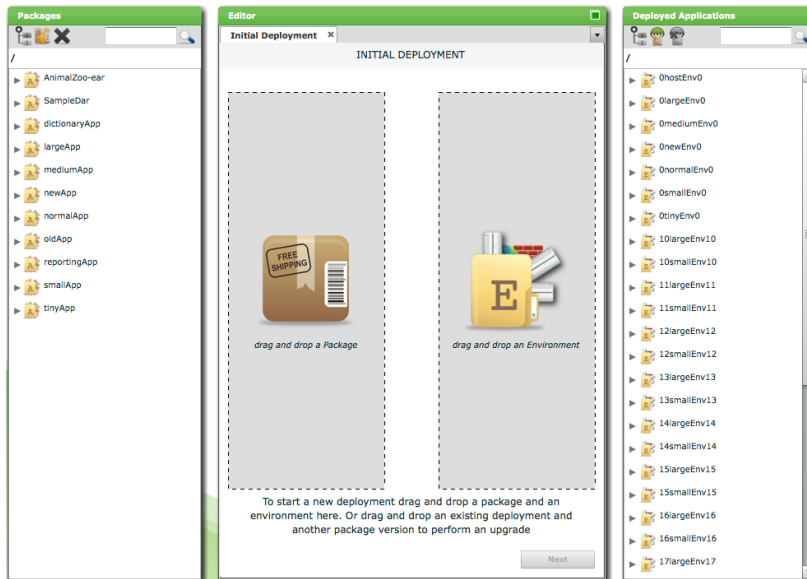 Packages
/
AnimalZoo-ear
SampleDar
dictionaryApp
largeApp
mediumApp
newApp
normalApp
oldApp
reportingApp
smallApp
tinyApp
Editor
Initial Deployment
INITIAL DEPLOYMENT
FREE
SHIPPING
drag and drop a Package
E
drag and drop an Environment
To start a new deployment drag and drop a package and an
environment here. Or drag and drop an existing deployment and
another package version to perform an upgrade
Next
Deployed Applications
/
0hostEnv0
0largeEnv0
0mediumEnv0
0newEnv0
0normalEnv0
0smallEnv0
0tinyEnv0
10largeEnv10
10smallEnv10
11largeEnv11
11smallEnv11
12largeEnv12
12smallEnv12
13largeEnv13
13smallEnv13
14largeEnv14
14smallEnv14
15largeEnv15
15smallEnv15
16largeEnv16
16smallEnv16
17largeEnv17